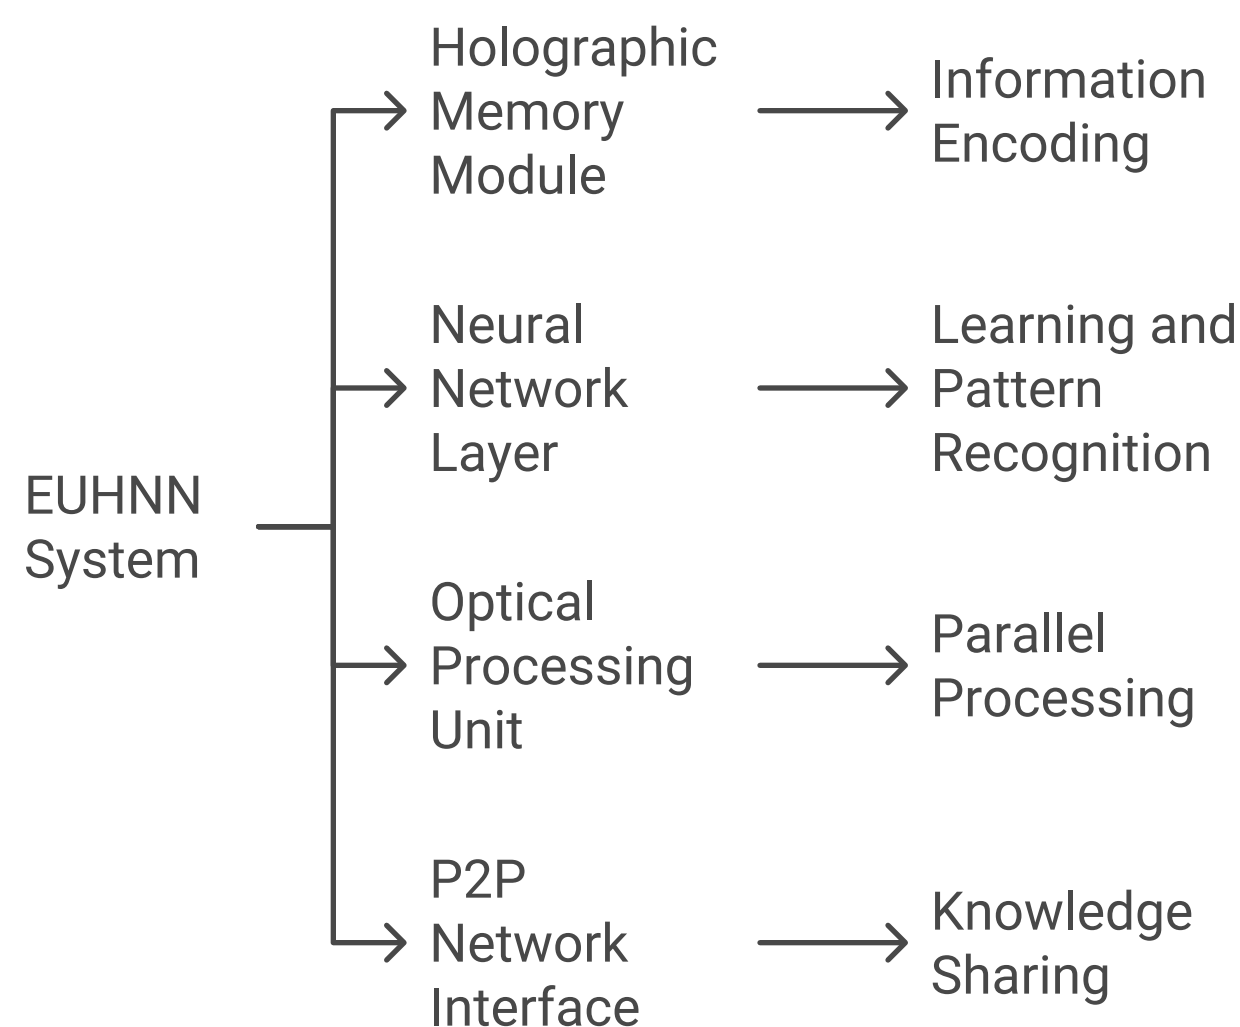 EUHNN
System
Holographic
Memory
Module
Information
Encoding
Neural
Network
Layer
Learning and
Pattern
Recognition
Optical
Processing
Unit
Parallel
Processing
P2P
Network
Interface
Knowledge
Sharing